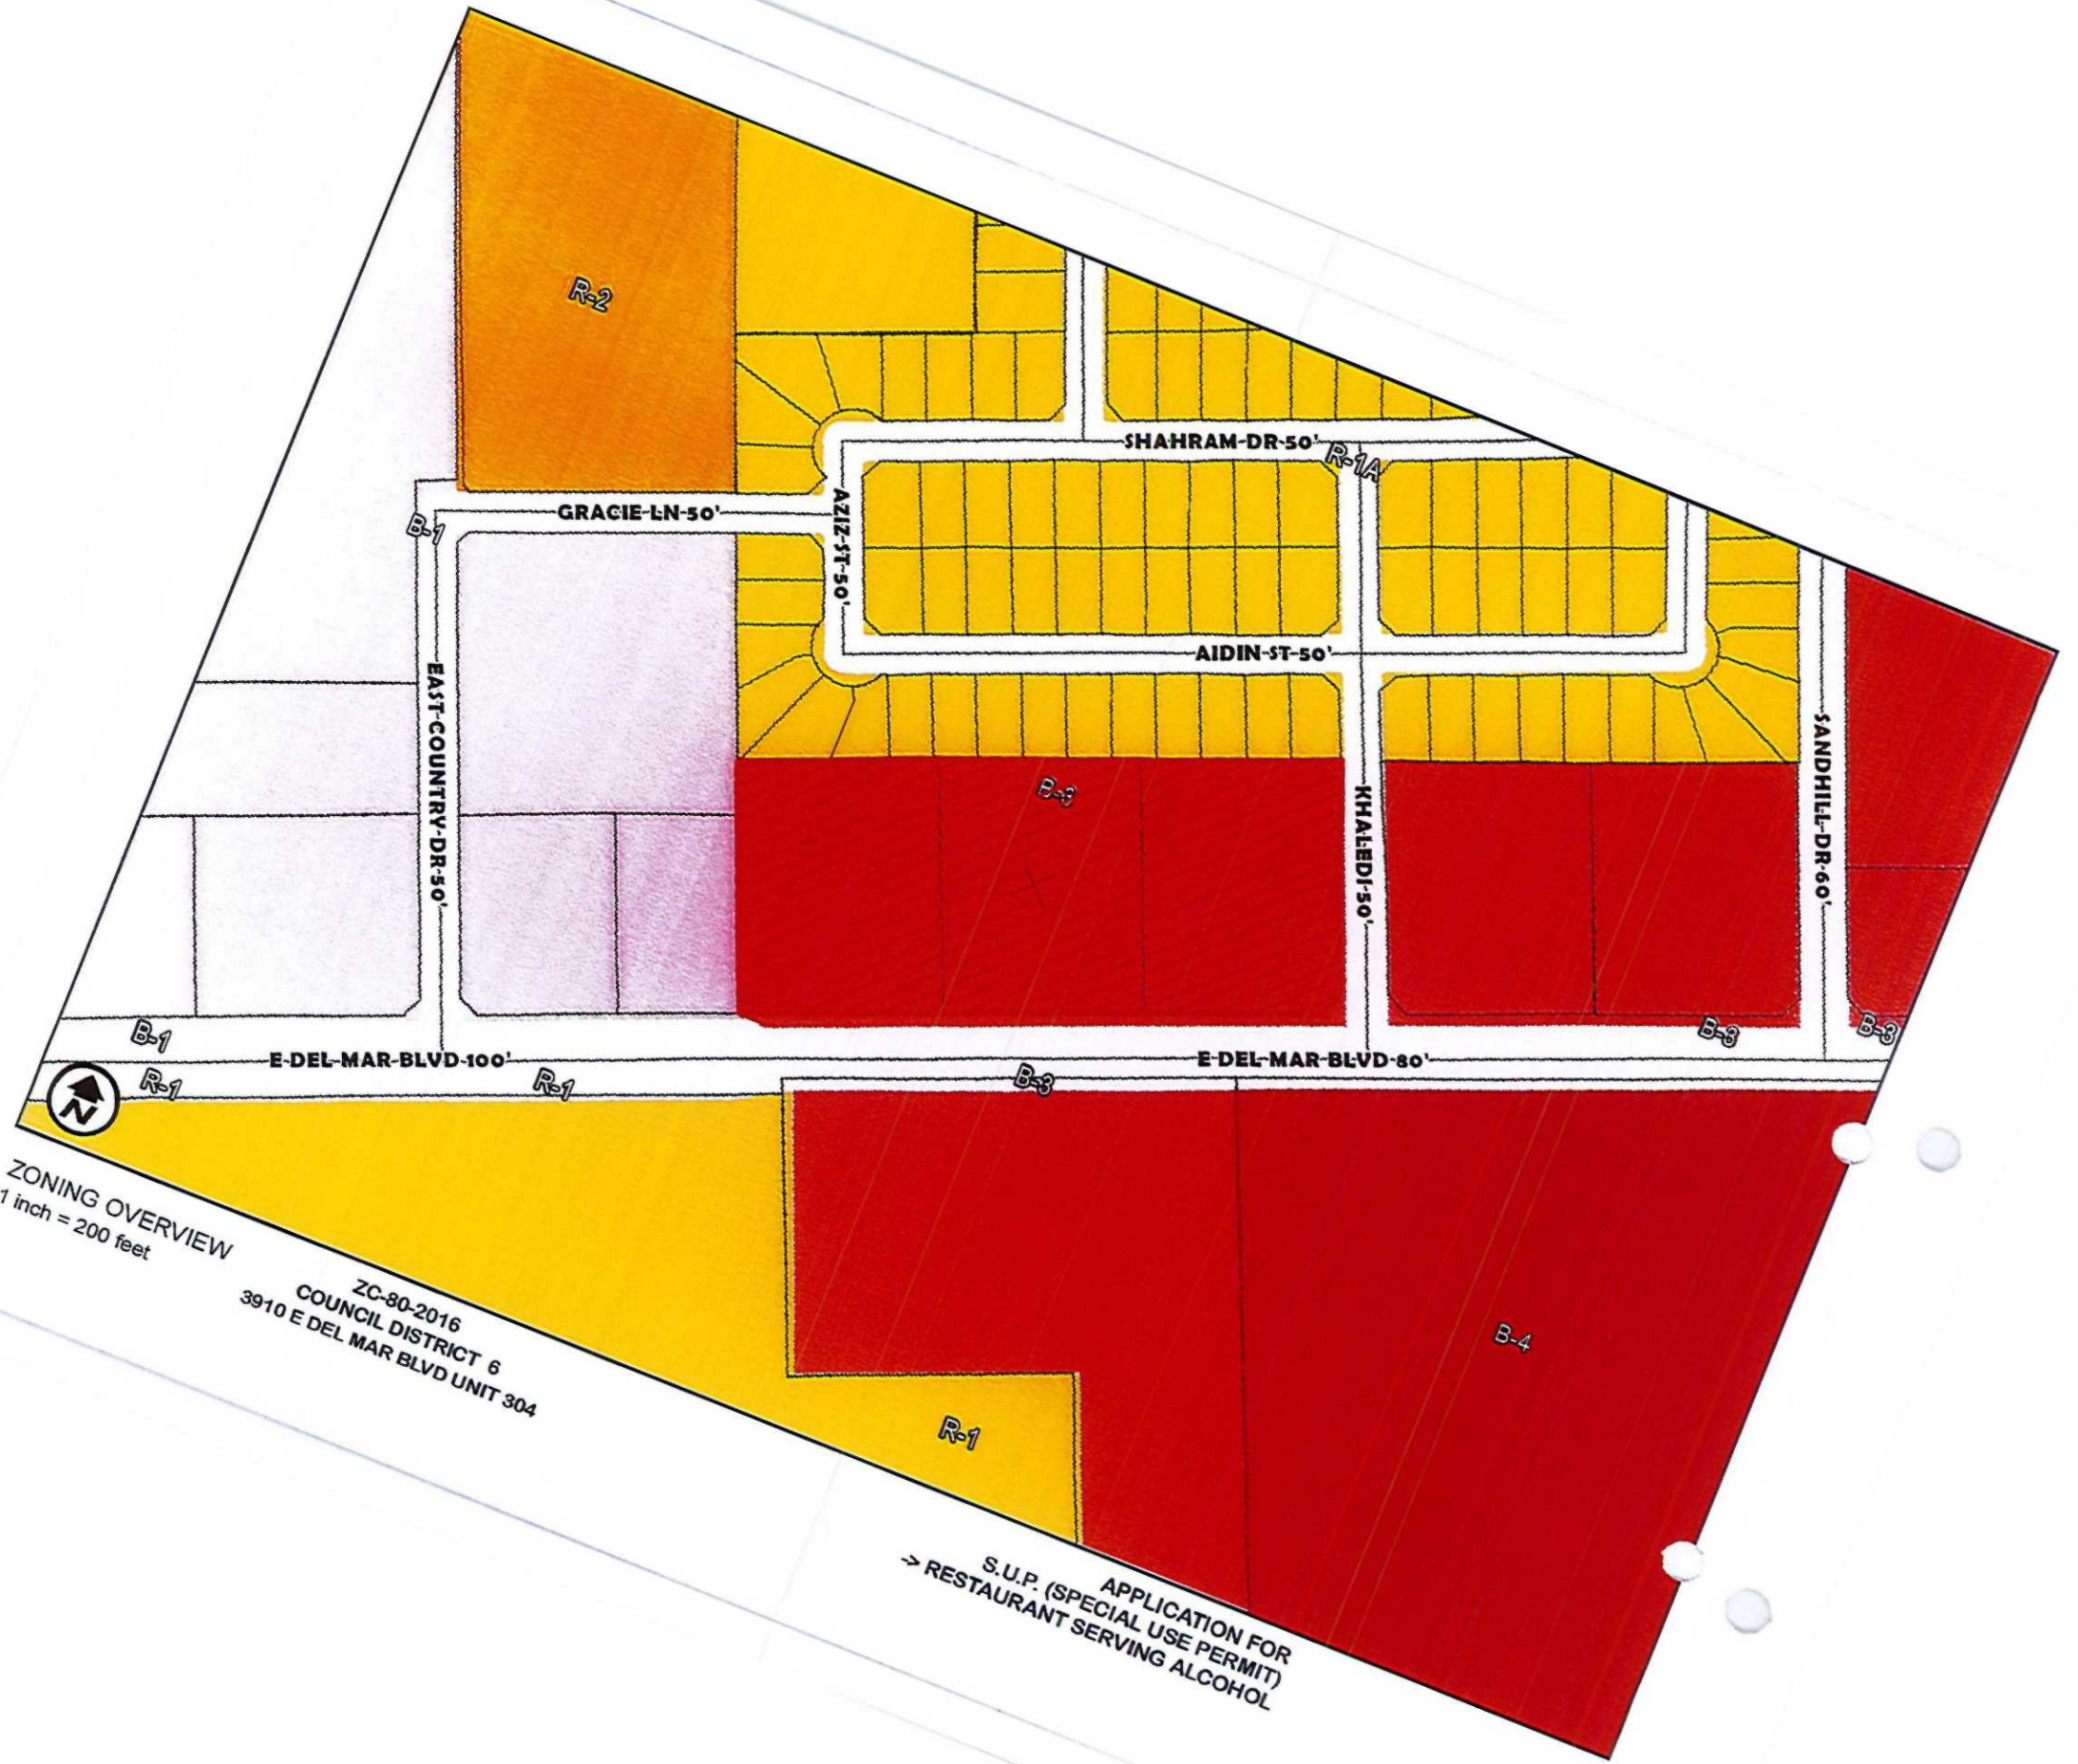 R-2
SHAHRAM-DR-50'
R-1A
GRACIE-LN-50'
AZIZ-ST-50'
B-1
AIDIN-ST-50'
EAST-COUNTRY-DR-50'
SANDHILL-DR-60'
KHALEDI-50'
B-3
B-1
B-3
B-3
E-DEL-MAR-BLVD-100'
E-DEL-MAR-BLVD-80'
R-1
R-1
B-3
N
B-4
R-1
ZONING OVERVIEW
1 inch = 200 feet
ZC-80-2016
COUNCIL DISTRICT 6
3910 E DEL MAR BLVD UNIT 304
APPLICATION FOR
S.U.P. (SPECIAL USE PERMIT)
-> RESTAURANT SERVING ALCOHOL